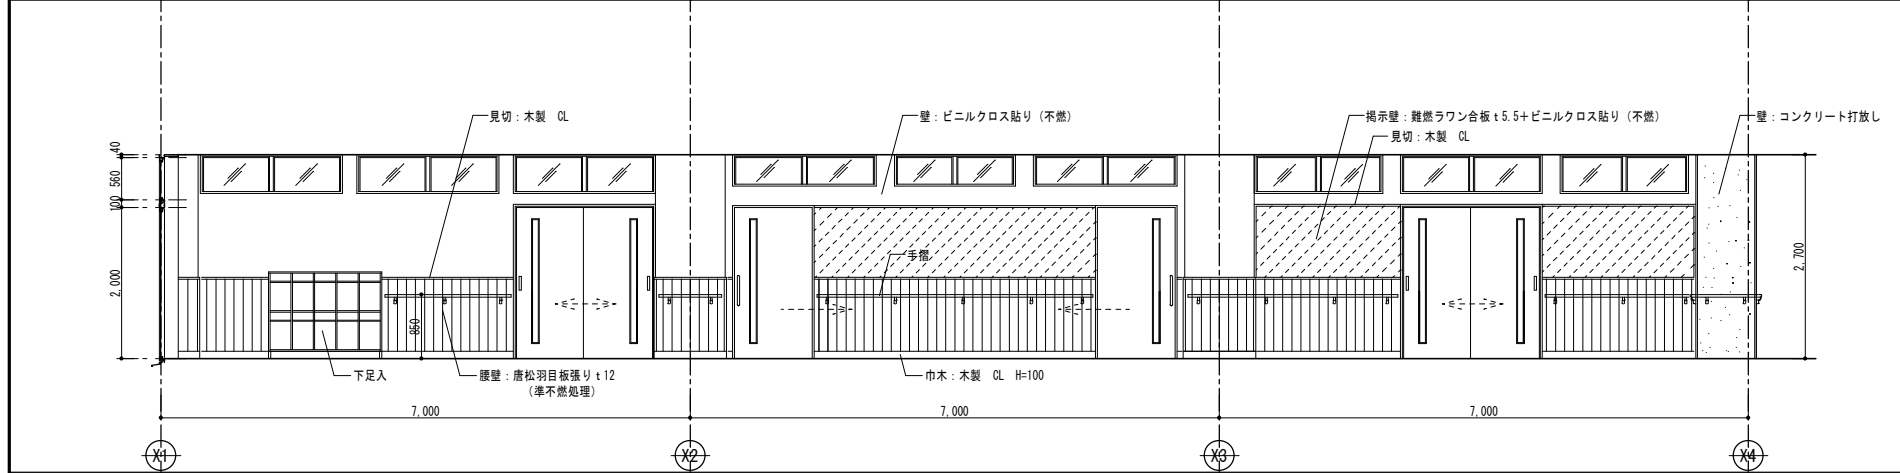 見切：木製 CL
壁：ビニルクロス貼り（不燃）
掲示壁：難燃ラワン合板ｔ5.5+ビニルクロス貼り（不燃）
見切：木製 CL
壁：コンクリート打放し
40
560
100
2,000
2,700
手摺
850
下足入
腰壁：唐松羽目板張りｔ12
（準不燃処理）
巾木：木製 CL H=100
7,000
7,000
7,000
X1
X2
X3
X4